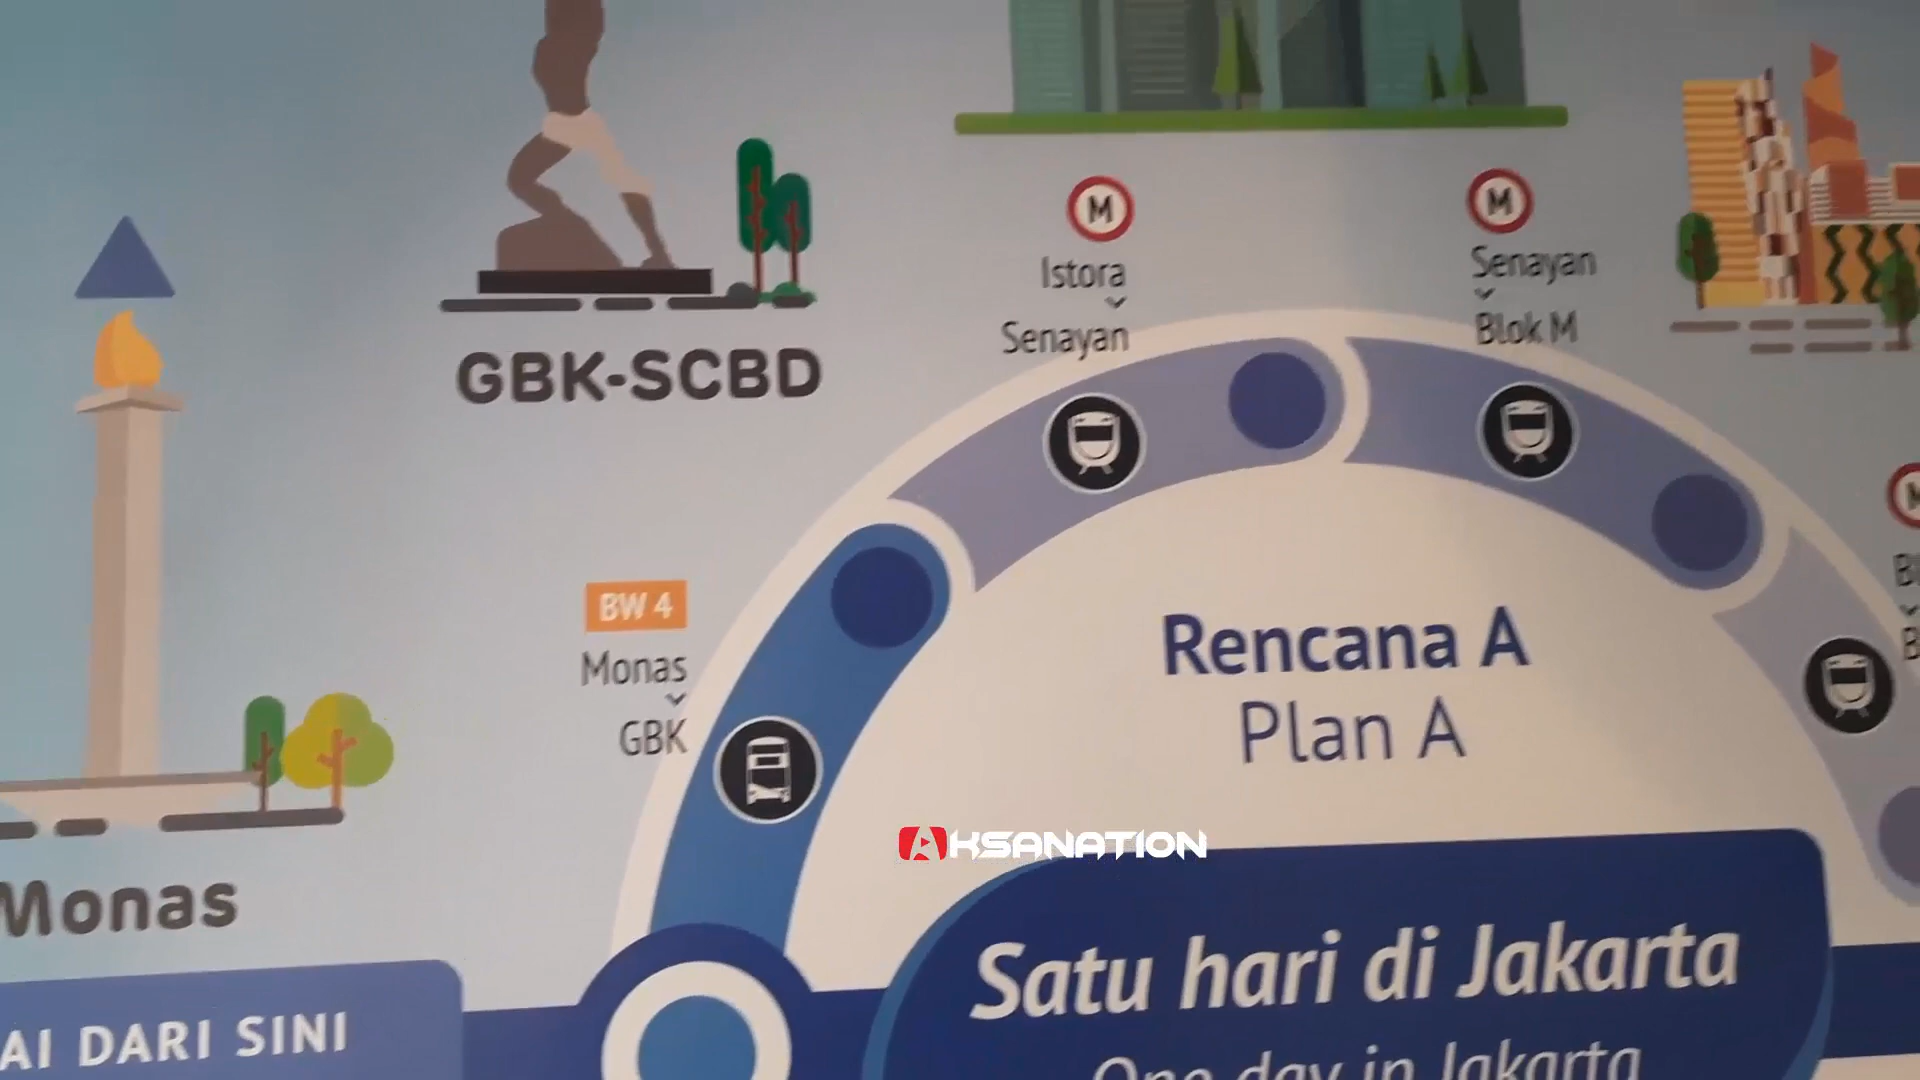 M
Istora
Senayan
M
Senayan
Blok M
GBK-SCBD
BW 4
Monas
GBK
Rencana A
Plan A
AKSANATION
Monas
AI DARI SINI
Satu hari di Jakarta
One day in Jakarta